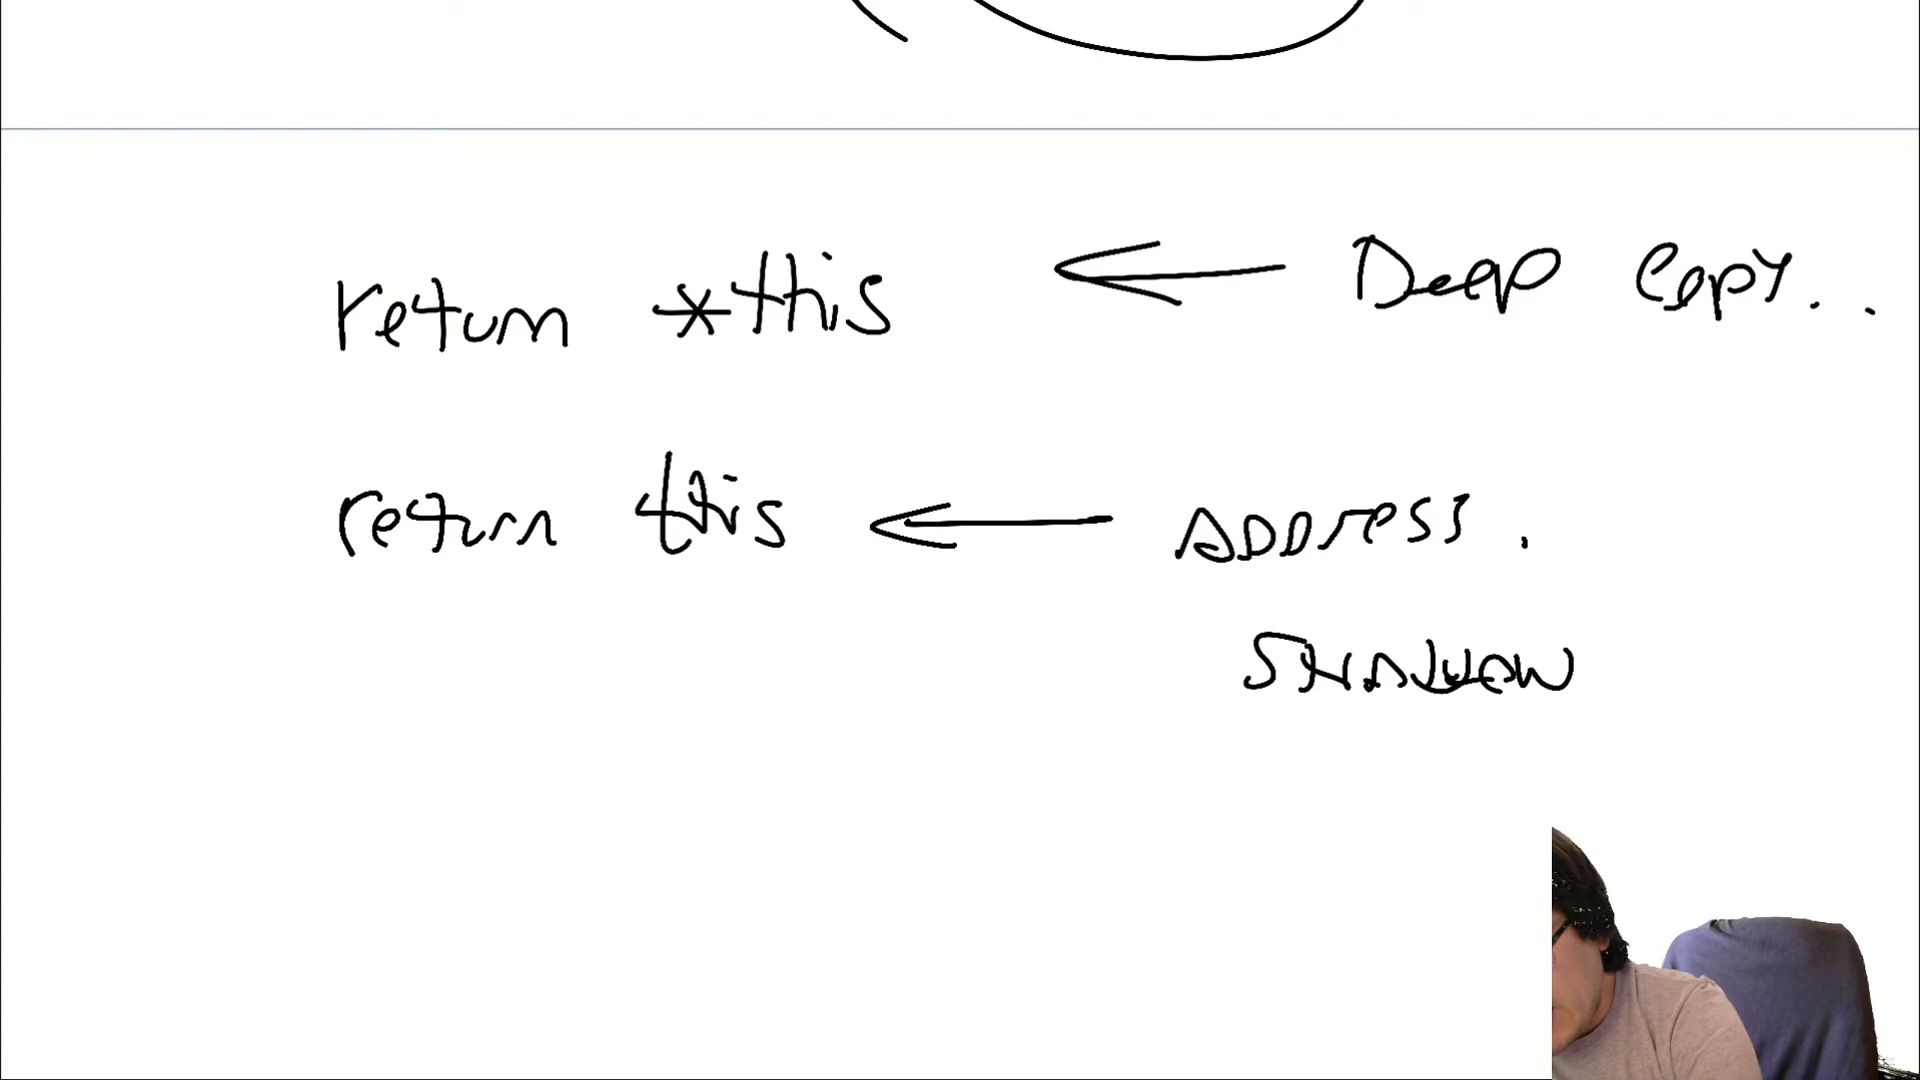 return *this ← Deep Copy..
return this ← ADDress.
SHALLOW